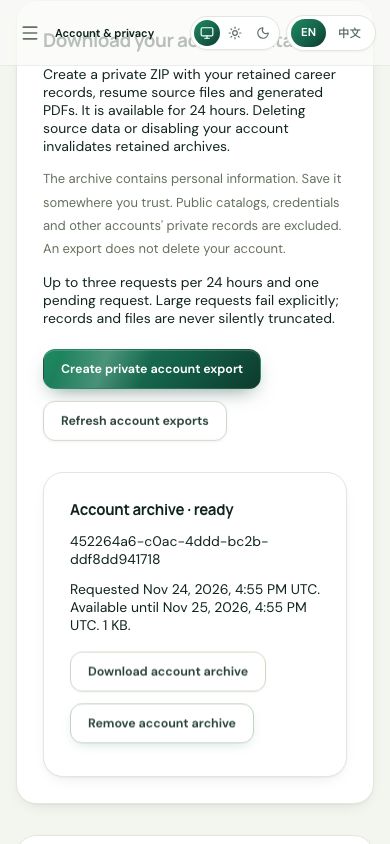 Account & privacy
EN
中文
Download your ac
Create a private ZIP with your retained career
records, resume source files and generated
PDFs. It is available for 24 hours. Deleting
source data or disabling your account
invalidates retained archives.
The archive contains personal information. Save it
somewhere you trust. Public catalogs, credentials
and other accounts' private records are excluded.
An export does not delete your account.
Up to three requests per 24 hours and one
pending request. Large requests fail explicitly;
records and files are never silently truncated.
Create private account export
Refresh account exports
Account archive · ready
452264a6-c0ac-4ddd-bc2b-
ddf8dd941718
Requested Nov 24, 2026, 4:55 PM UTC.
Available until Nov 25, 2026, 4:55 PM
UTC. 1 KB.
Download account archive
Remove account archive